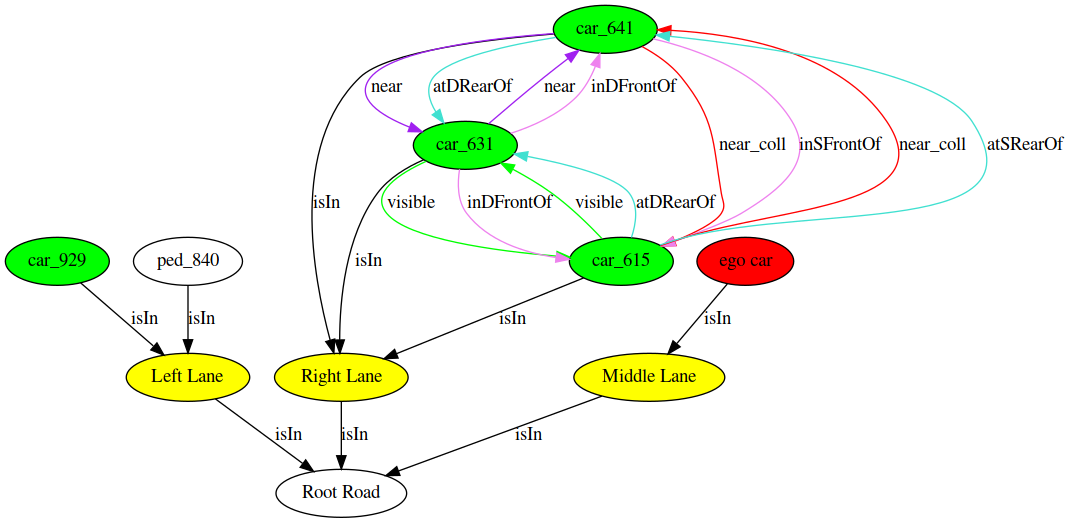 car_641
near
atDRearOf
near
inDFrontOf
car_631
near_coll
inSFrontOf
near_coll
atSRearOf
isIn
visible
inDFrontOf
visible
atDRearOf
isIn
car_929
ped_840
car_615
ego car
isIn
isIn
isIn
isIn
Left Lane
Right Lane
Middle Lane
isIn
isIn
isIn
Root Road